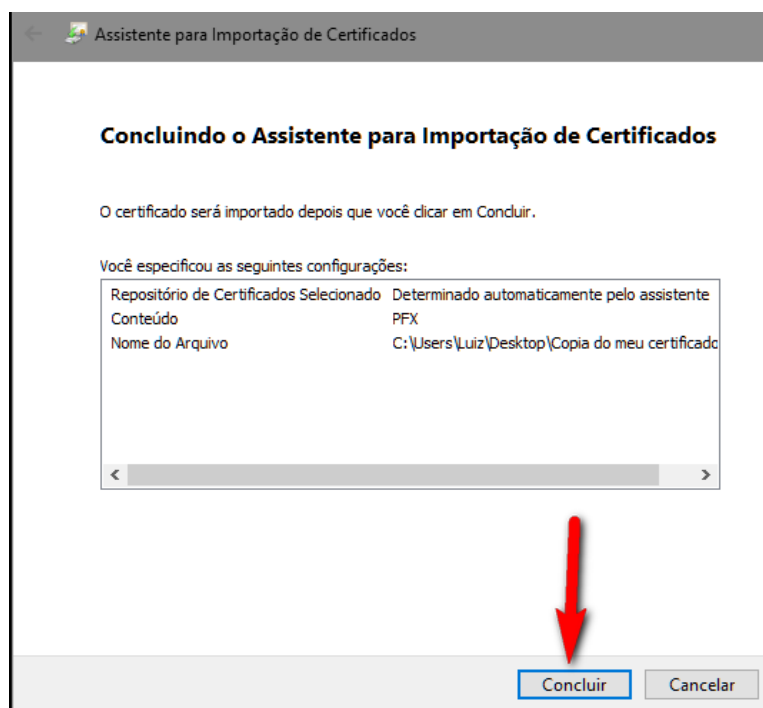 Assistente para Importação de Certificados
Concluindo o Assistente para Importação de Certificados
O certificado será importado depois que você clicar em Concluir.
Você especificou as seguintes configurações:
Repositório de Certificados Selecionado Determinado automaticamente pelo assistente
Conteúdo PFX
Nome do Arquivo C:\Users\Luiz\Desktop\Copia do meu certificado
Concluir Cancelar